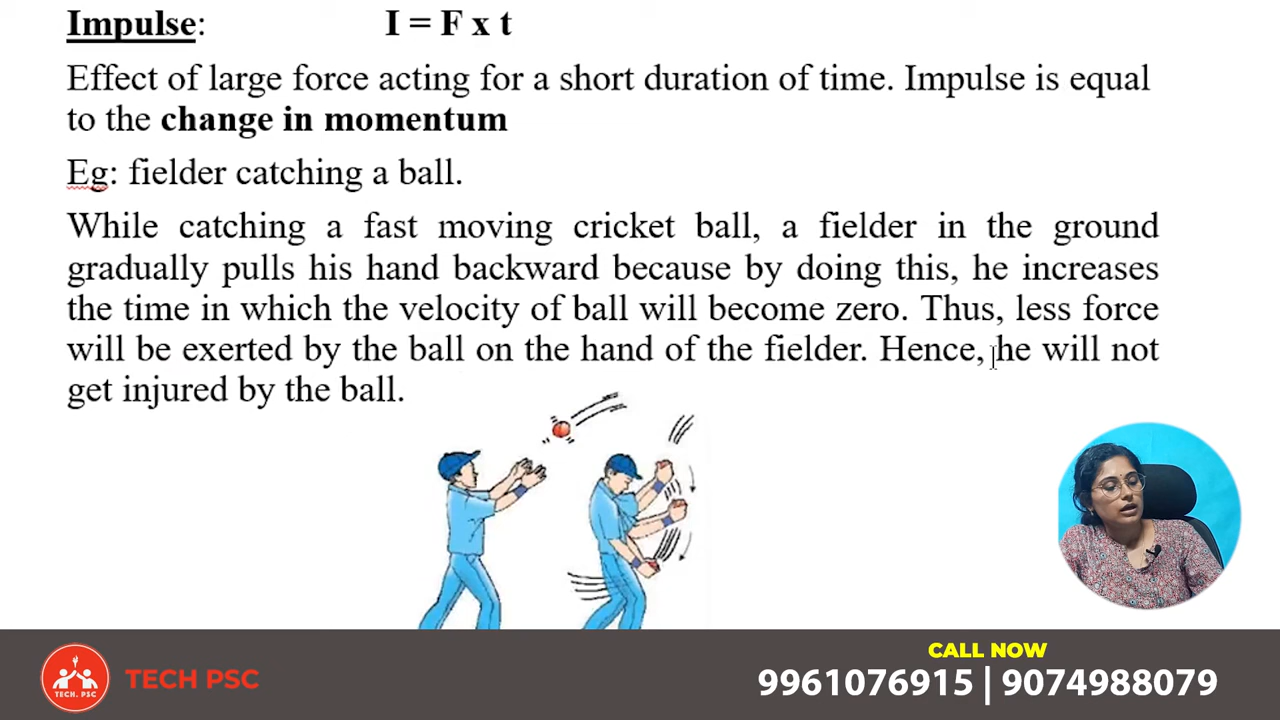 Impulse: I = F x t
Effect of large force acting for a short duration of time. Impulse is equal
to the change in momentum
Eg: fielder catching a ball.
While catching a fast moving cricket ball, a fielder in the ground
gradually pulls his hand backward because by doing this, he increases
the time in which the velocity of ball will become zero. Thus, less force
will be exerted by the ball on the hand of the fielder. Hence, he will not
get injured by the ball.
TECH. PSC
TECH PSC
CALL NOW
9961076915 | 9074988079